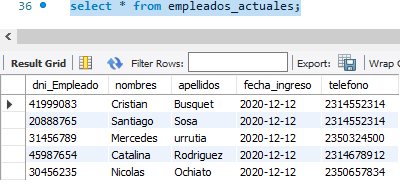 36 select * from empleados_actuales;
Result Grid Filter Rows: Export: Wrap C
dni_Empleado nombres apellidos fecha_ingreso telefono
41999083 Cristian Busquet 2020-12-12 2314552314
20888765 Santiago Sosa 2020-12-12 2314552314
31456789 Mercedes urrutia 2020-12-12 2350324500
45987654 Catalina Rodriguez 2020-12-12 2314678912
30456235 Nicolas Ochiato 2020-12-12 2350657834